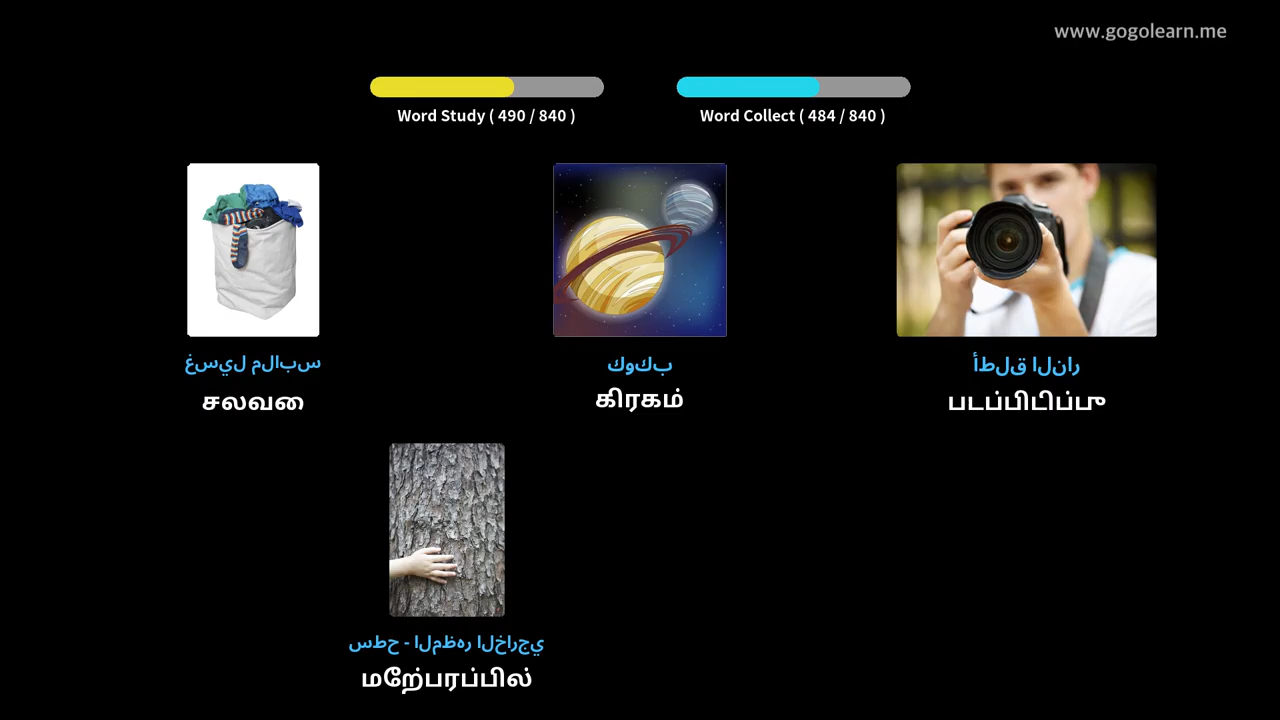 www.gogolearn.me
Word Study ( 490 / 840 )
Word Collect ( 484 / 840 )
غسيل ملابس
كوكب
أطلق النار
சலவை
கிரகம்
படப்பிடிப்பு
سطح - المظهر الخارجي
மேற்பரப்பில்